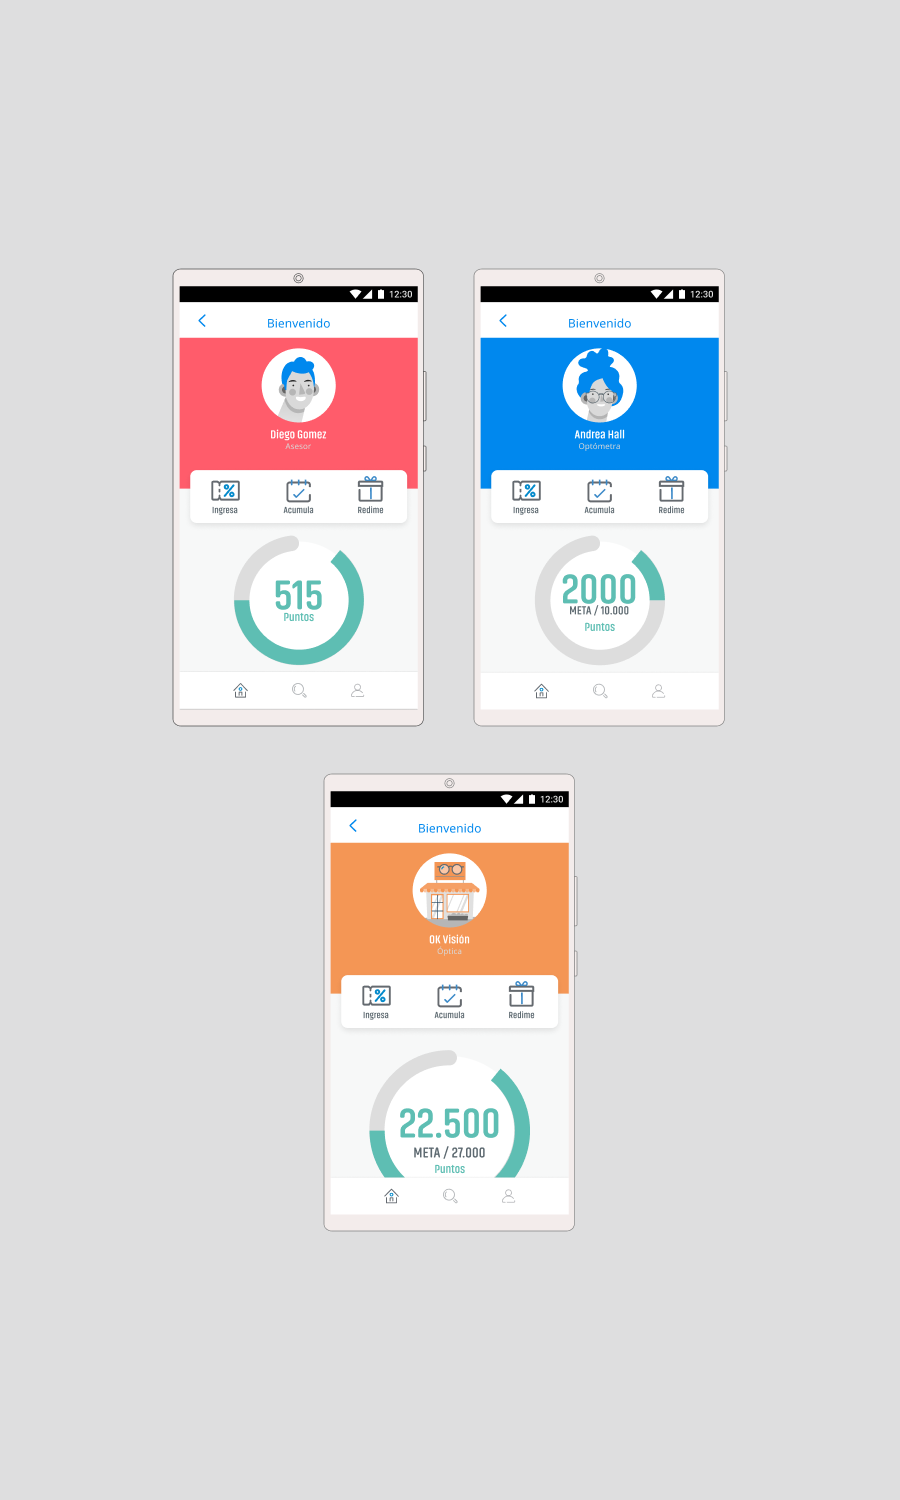 12:30
Bienvenido
Diego Gomez
Asesor
Ingresa Acumula Redime
515
Puntos
12:30
Bienvenido
Andrea Hall
Optómetra
Ingresa Acumula Redime
2000
META / 10.000
Puntos
12:30
Bienvenido
OK Visión
Óptica
Ingresa Acumula Redime
22.500
META / 27.000
Puntos